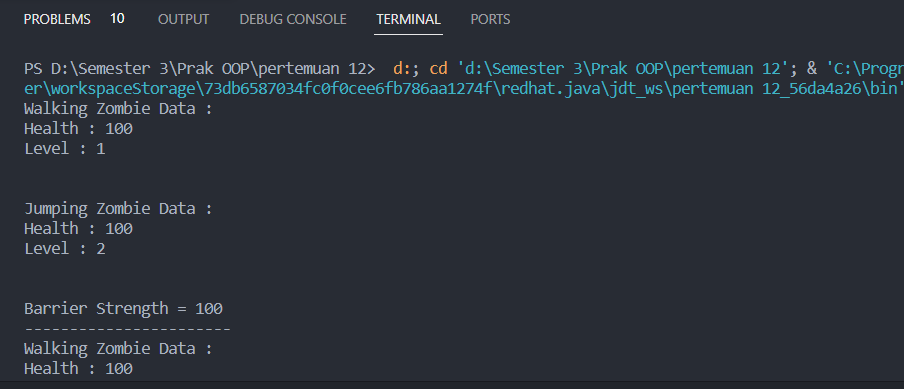 PROBLEMS 10 OUTPUT DEBUG CONSOLE TERMINAL PORTS
PS D:\Semester 3\Prak OOP\pertemuan 12>  d:; cd 'd:\Semester 3\Prak OOP\pertemuan 12'; & 'C:\Progr
er\workspaceStorage\73db6587034fc0f0cee6fb786aa1274f\redhat.java\jdt_ws\pertemuan 12_56da4a26\bin'
Walking Zombie Data :
Health : 100
Level : 1
Jumping Zombie Data :
Health : 100
Level : 2
Barrier Strength = 100
-----------------------
Walking Zombie Data :
Health : 100